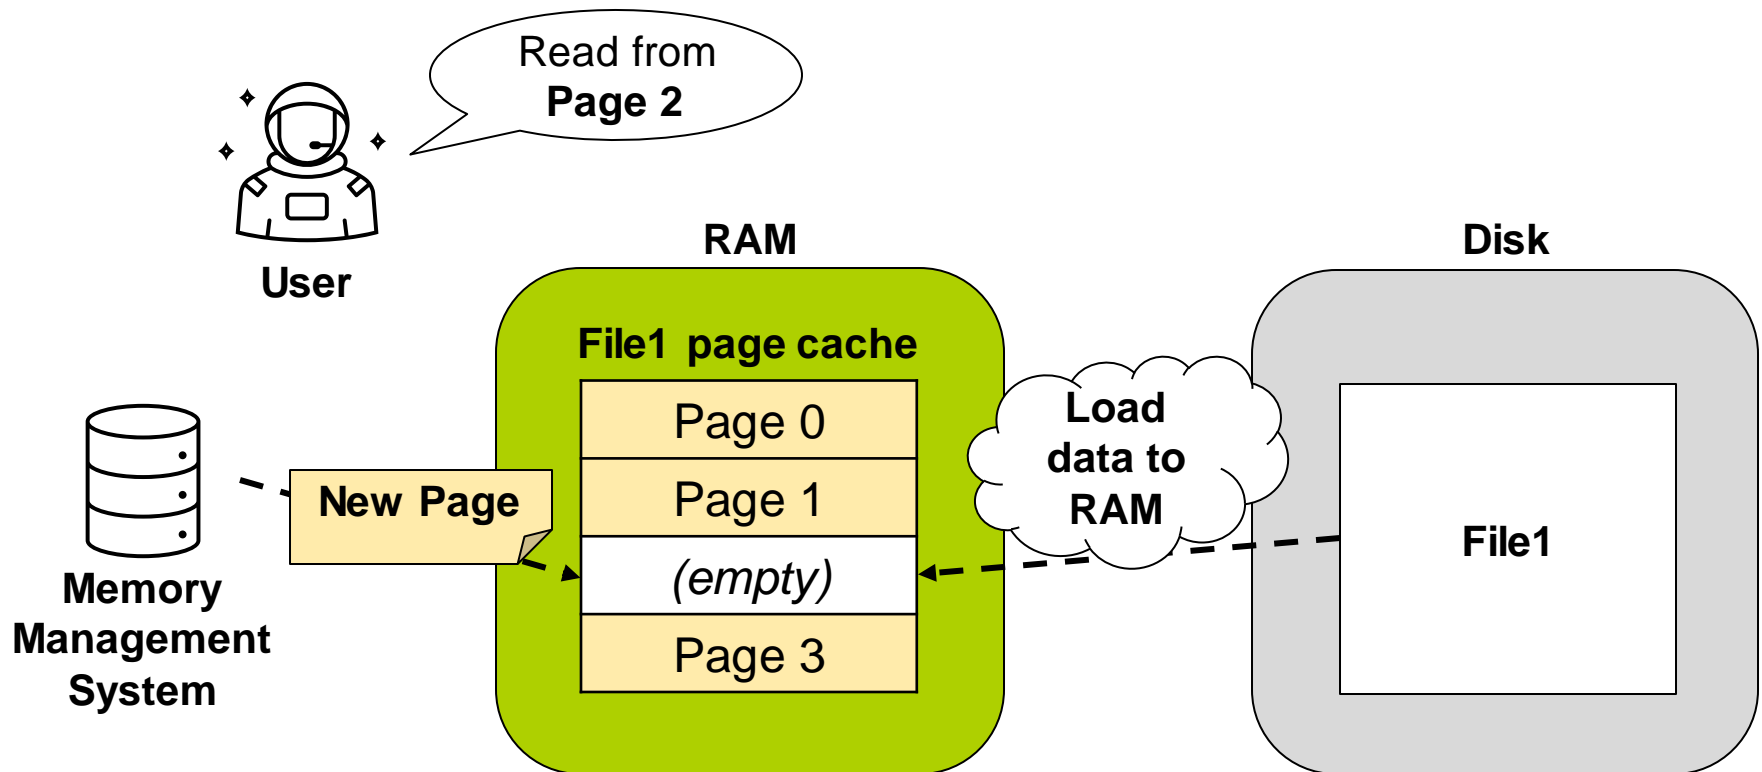 Read from
Page 2
User
RAM
Disk
File1 page cache
Page 0
Page 1
(empty)
Page 3
New Page
Memory
Management
System
Load
data to
RAM
File1